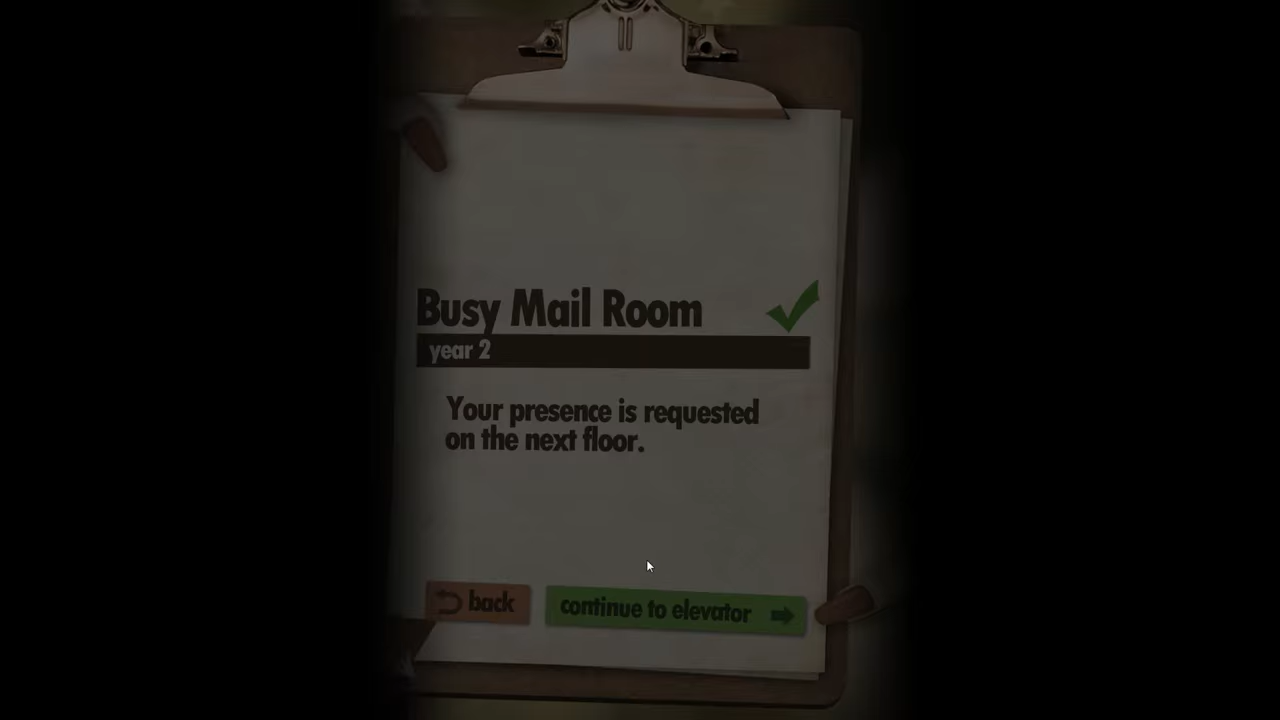 Busy Mail Room
year 2
Your presence is requested
on the next floor.
back
continue to elevator